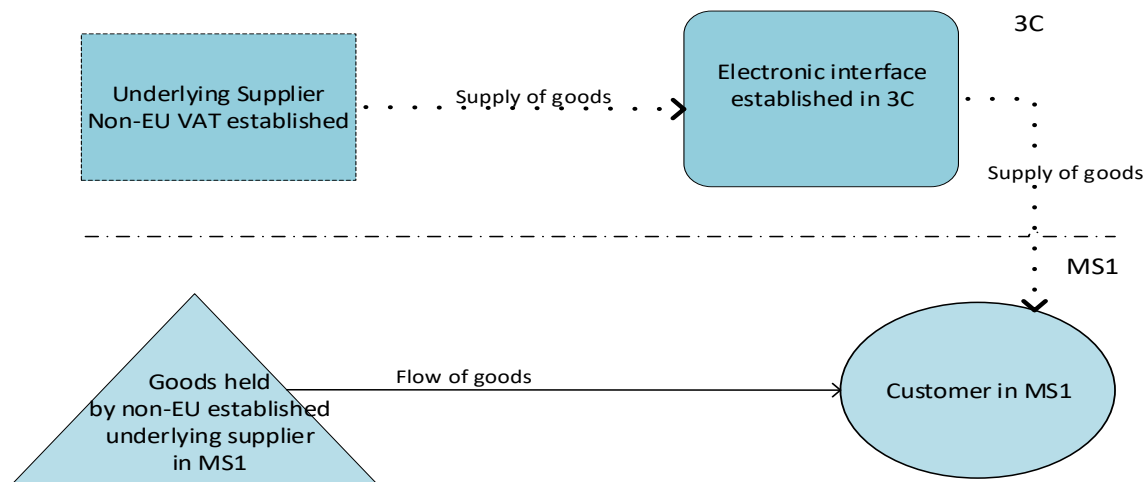 3C
Underlying Supplier
Non-EU VAT established
Supply of goods
Electronic interface
established in 3C
Supply of goods
MS1
Goods held
by non-EU established
underlying supplier
in MS1
Flow of goods
Customer in MS1